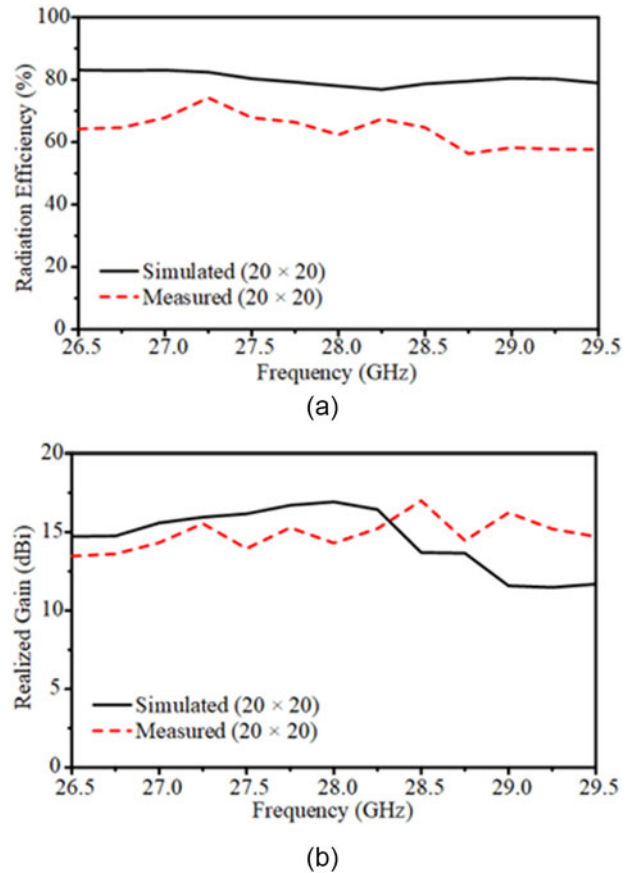 100
80
60
40
20
0
Radiation Efficiency (%)
Simulated (20 × 20)
Measured (20 × 20)
26.5 27.0 27.5 28.0 28.5 29.0 29.5
Frequency (GHz)
(a)
20
15
10
5
0
Realized Gain (dBi)
Simulated (20 × 20)
Measured (20 × 20)
26.5 27.0 27.5 28.0 28.5 29.0 29.5
Frequency (GHz)
(b)